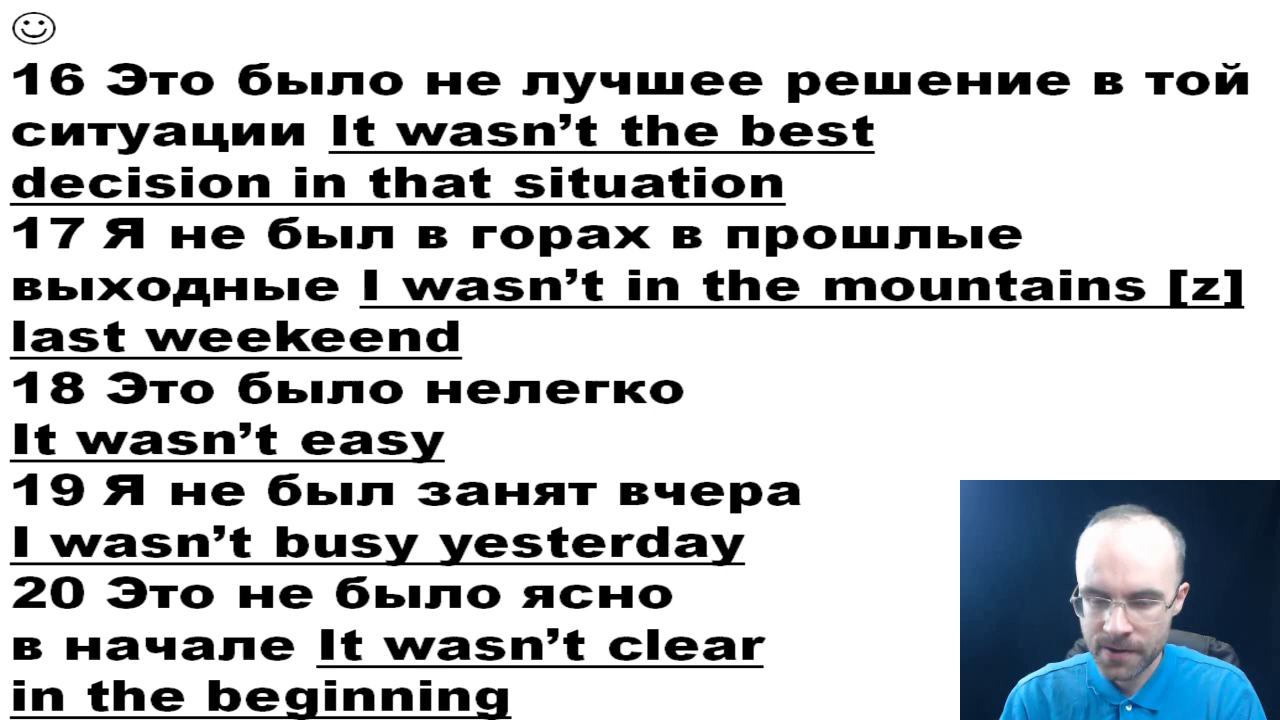 16 Это было не лучшее решение в той
ситуации It wasn’t the best
decision in that situation
17 Я не был в горах в прошлые
выходные I wasn’t in the mountains [z]
last weekeend
18 Это было нелегко
It wasn’t easy
19 Я не был занят вчера
I wasn’t busy yesterday
20 Это не было ясно
в начале It wasn’t clear
in the beginning